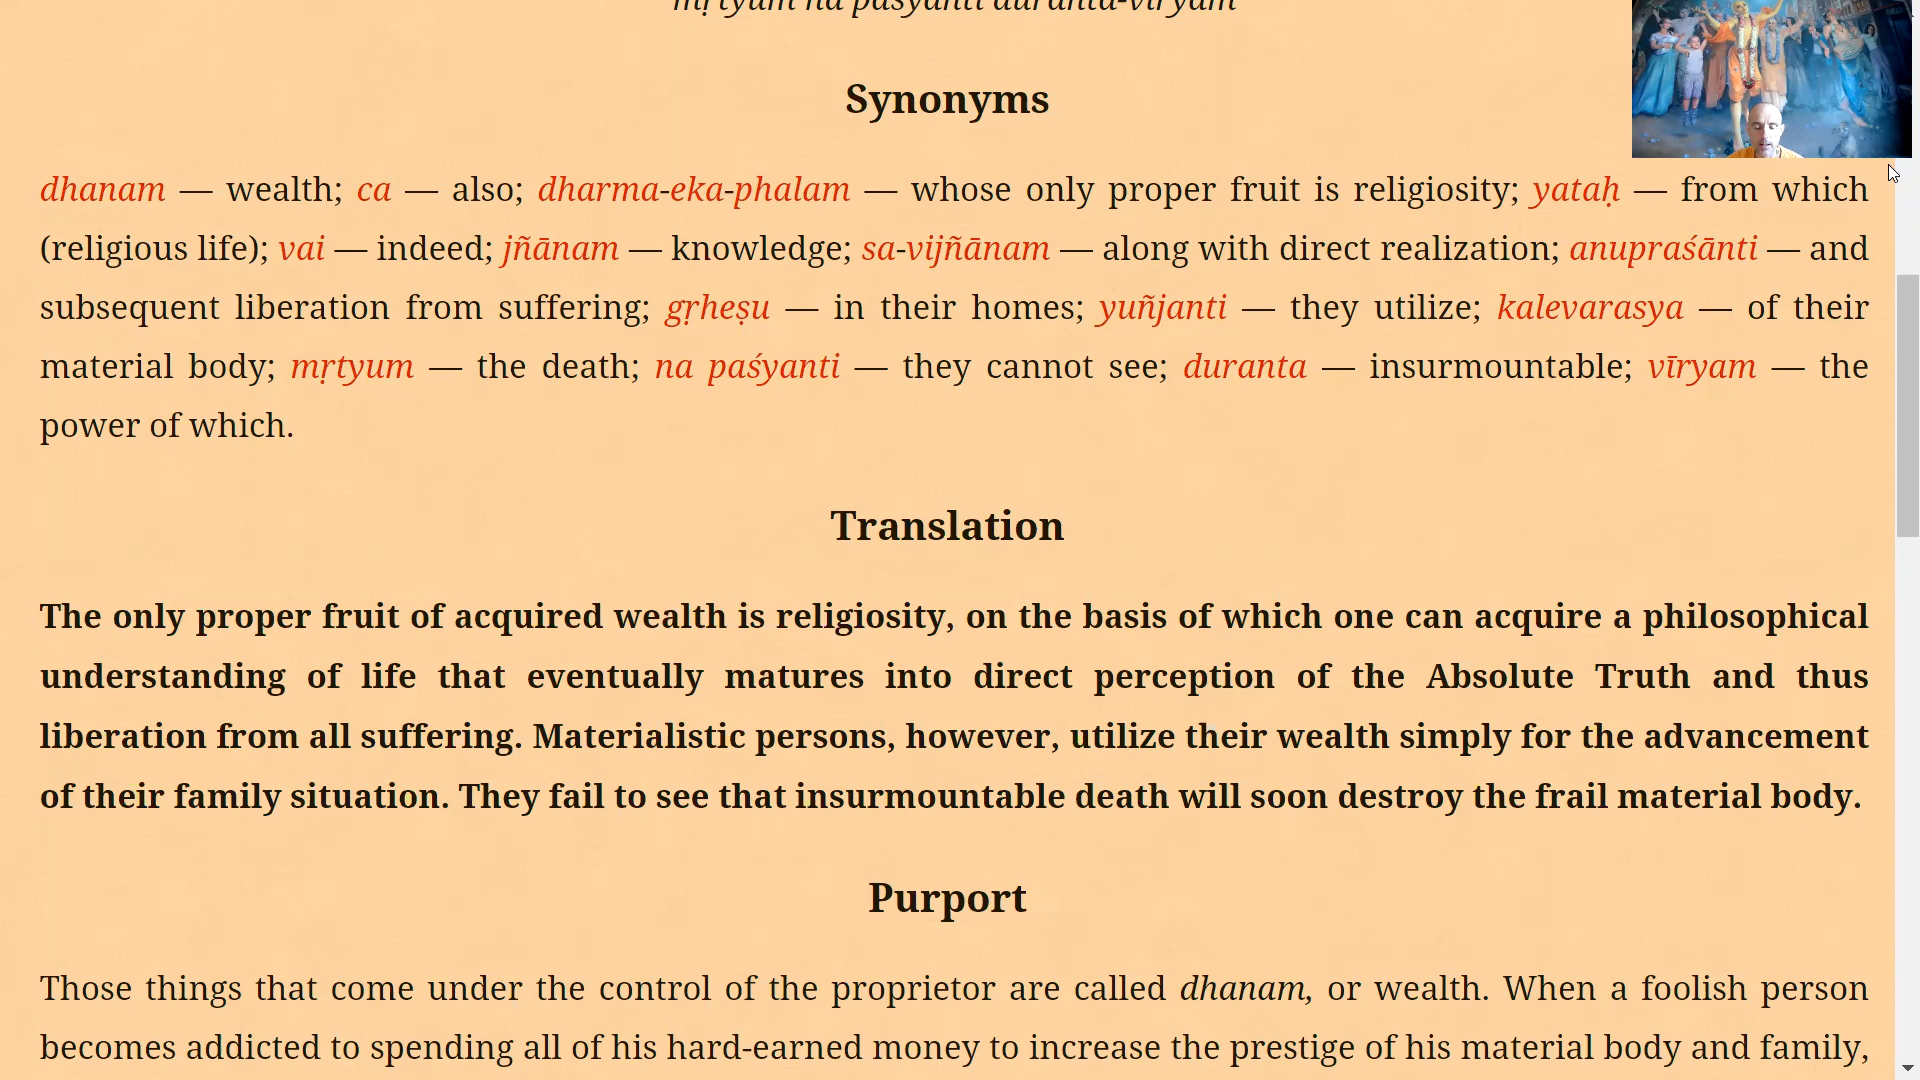 mṛtyuṁ na paśyanti duranta-vīryam
Synonyms
dhanam — wealth; ca — also; dharma-eka-phalam — whose only proper fruit is religiosity; yataḥ — from which
(religious life); vai — indeed; jñānam — knowledge; sa-vijñānam — along with direct realization; anupraśānti — and
subsequent liberation from suffering; gṛheṣu — in their homes; yuñjanti — they utilize; kalevarasya — of their
material body; mṛtyum — the death; na paśyanti — they cannot see; duranta — insurmountable; vīryam — the
power of which.
Translation
The only proper fruit of acquired wealth is religiosity, on the basis of which one can acquire a philosophical
understanding of life that eventually matures into direct perception of the Absolute Truth and thus
liberation from all suffering. Materialistic persons, however, utilize their wealth simply for the advancement
of their family situation. They fail to see that insurmountable death will soon destroy the frail material body.
Purport
Those things that come under the control of the proprietor are called dhanam, or wealth. When a foolish person
becomes addicted to spending all of his hard-earned money to increase the prestige of his material body and family,